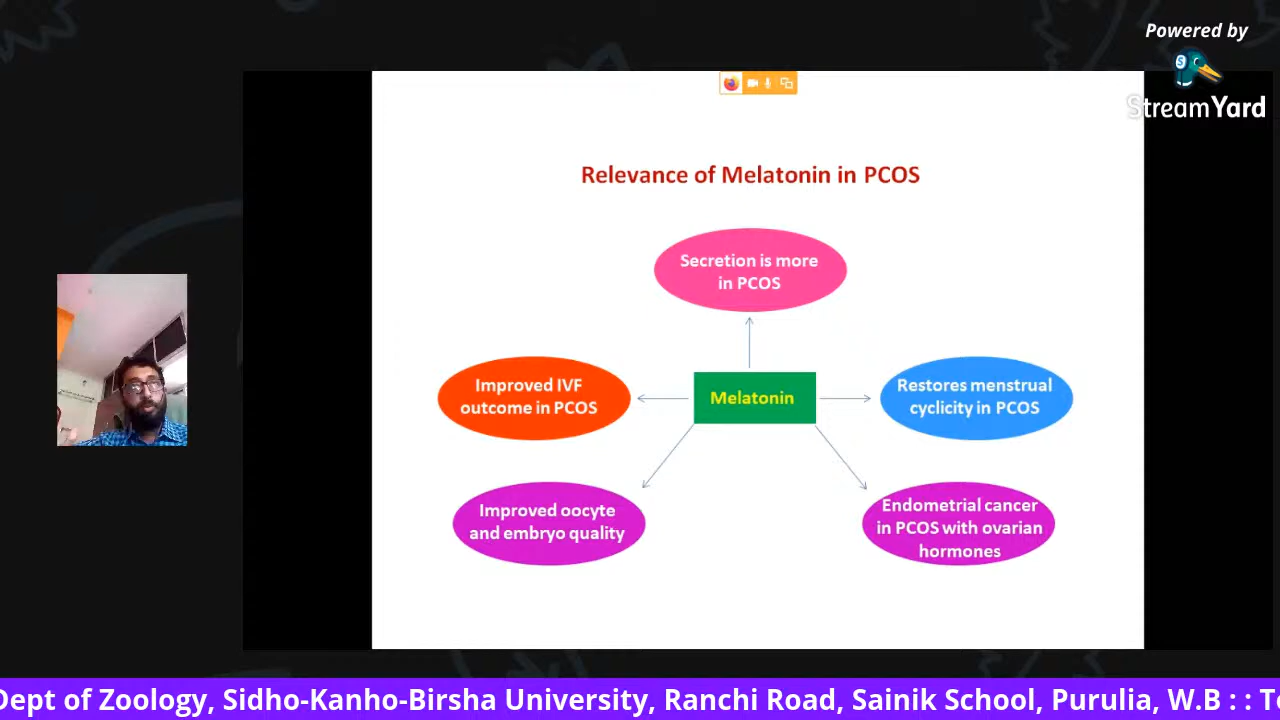 Powered by
StreamYard
Relevance of Melatonin in PCOS
Secretion is more
in PCOS
Improved IVF
outcome in PCOS
Melatonin
Restores menstrual
cyclicity in PCOS
Improved oocyte
and embryo quality
Endometrial cancer
in PCOS with ovarian
hormones
Dept of Zoology, Sidho-Kanho-Birsha University, Ranchi Road, Sainik School, Purulia, W.B : : T